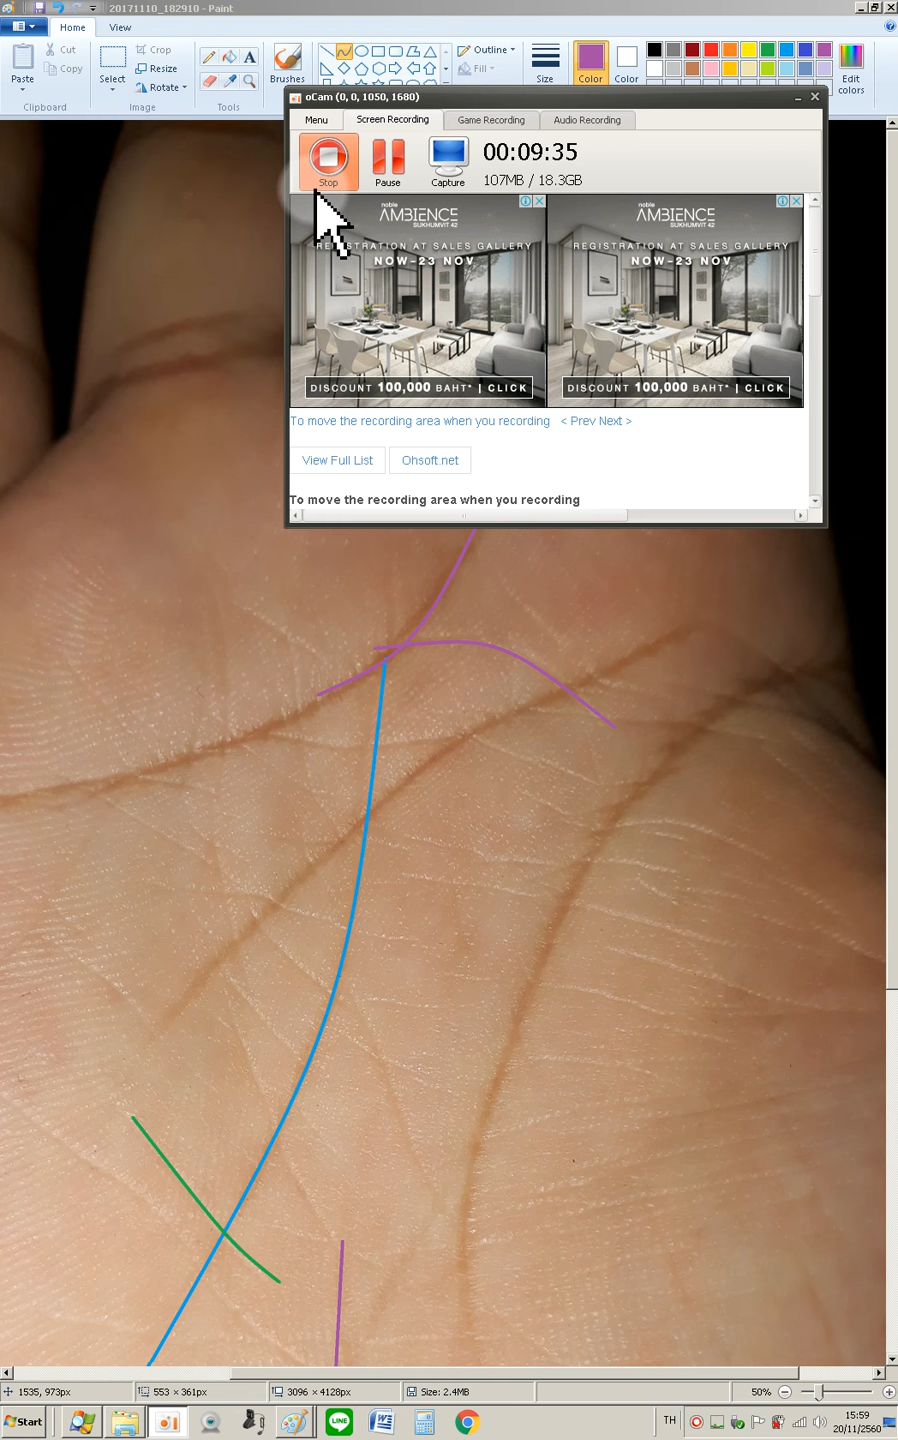 20171110_182910 - Paint
Home
View
Paste
Cut
Copy
Clipboard
Select
Crop
Resize
Rotate
Image
A
Tools
Brushes
Outline
Fill
Size
Color
Color
Edit
colors
oCam (0, 0, 1050, 1680)
Menu
Screen Recording
Game Recording
Audio Recording
Stop
Pause
Capture
00:09:35
107MB / 18.3GB
noble
AMBIENCE
SUKHUMVIT 42
REGISTRATION AT SALES GALLERY
NOW-23 NOV
DISCOUNT 100,000 BAHT* | CLICK
noble
AMBIENCE
SUKHUMVIT 42
REGISTRATION AT SALES GALLERY
NOW-23 NOV
DISCOUNT 100,000 BAHT* | CLICK
To move the recording area when you recording < Prev Next >
View Full List
Ohsoft.net
To move the recording area when you recording
1535, 973px
553 × 361px
3096 × 4128px
Size: 2.4MB
50%
Start
LINE
TH
15:59
20/11/2560